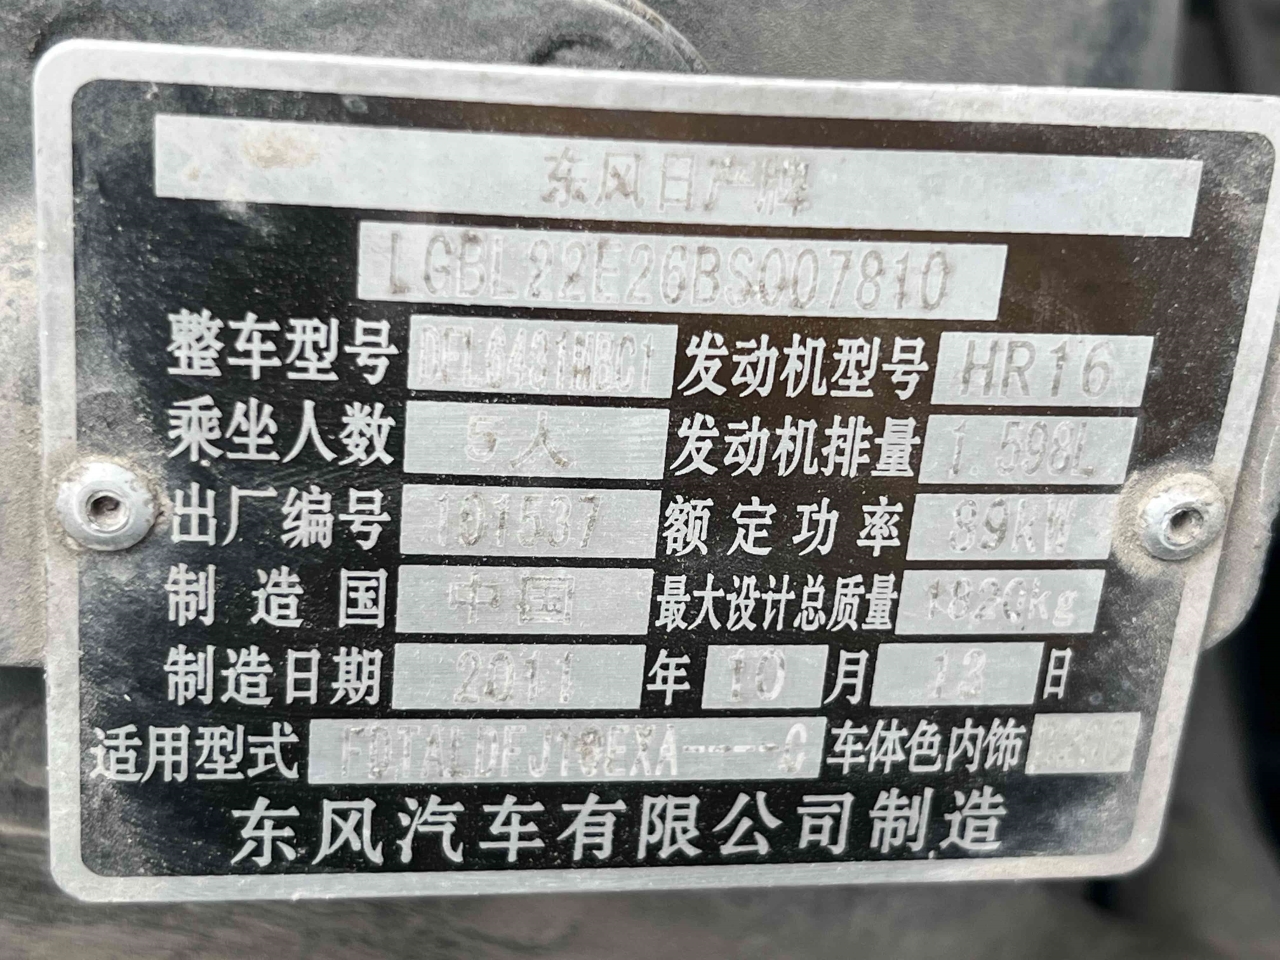 东风日产牌
LGBL22E26BS007810
整车型号 DFL6431MBC1 发动机型号 HR16
乘坐人数 5人 发动机排量 1.598L
出厂编号 101537 额定功率 89KW
制造国 中国 最大设计总质量 1820kg
制造日期 2011 年 10 月 13 日
适用型式 车体色内饰
东风汽车有限公司制造